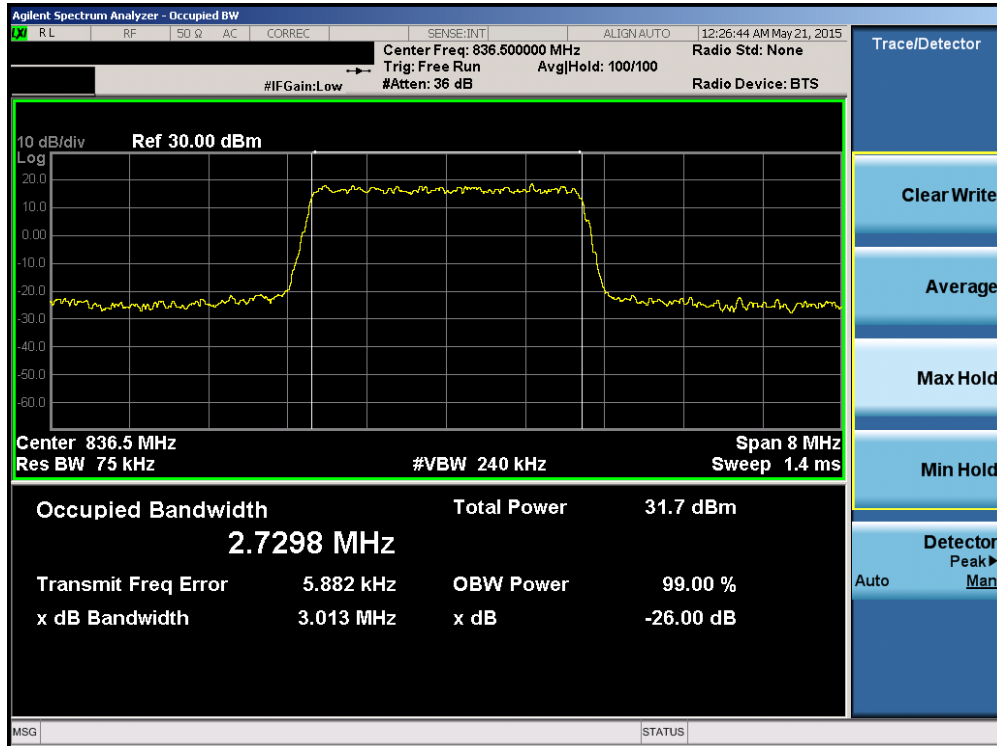 Agilent Spectrum Analyzer - Occupied BW
LXI RL RF 50 Ω AC CORREC SENSE:INT ALIGN AUTO 12:26:44 AM May 21, 2015
Center Freq: 836.500000 MHz Radio Std: None
Trig: Free Run Avg|Hold: 100/100
#IFGain:Low #Atten: 36 dB Radio Device: BTS
10 dB/div Ref 30.00 dBm
Log
20.0
10.0
0.00
-10.0
-20.0
-30.0
-40.0
-50.0
-60.0
Center 836.5 MHz Span 8 MHz
Res BW 75 kHz #VBW 240 kHz Sweep 1.4 ms
Occupied Bandwidth Total Power 31.7 dBm
2.7298 MHz
Transmit Freq Error 5.882 kHz OBW Power 99.00 %
x dB Bandwidth 3.013 MHz x dB -26.00 dB
Trace/Detector
Clear Write
Average
Max Hold
Min Hold
Detector
Peak▶
Auto Man
MSG STATUS